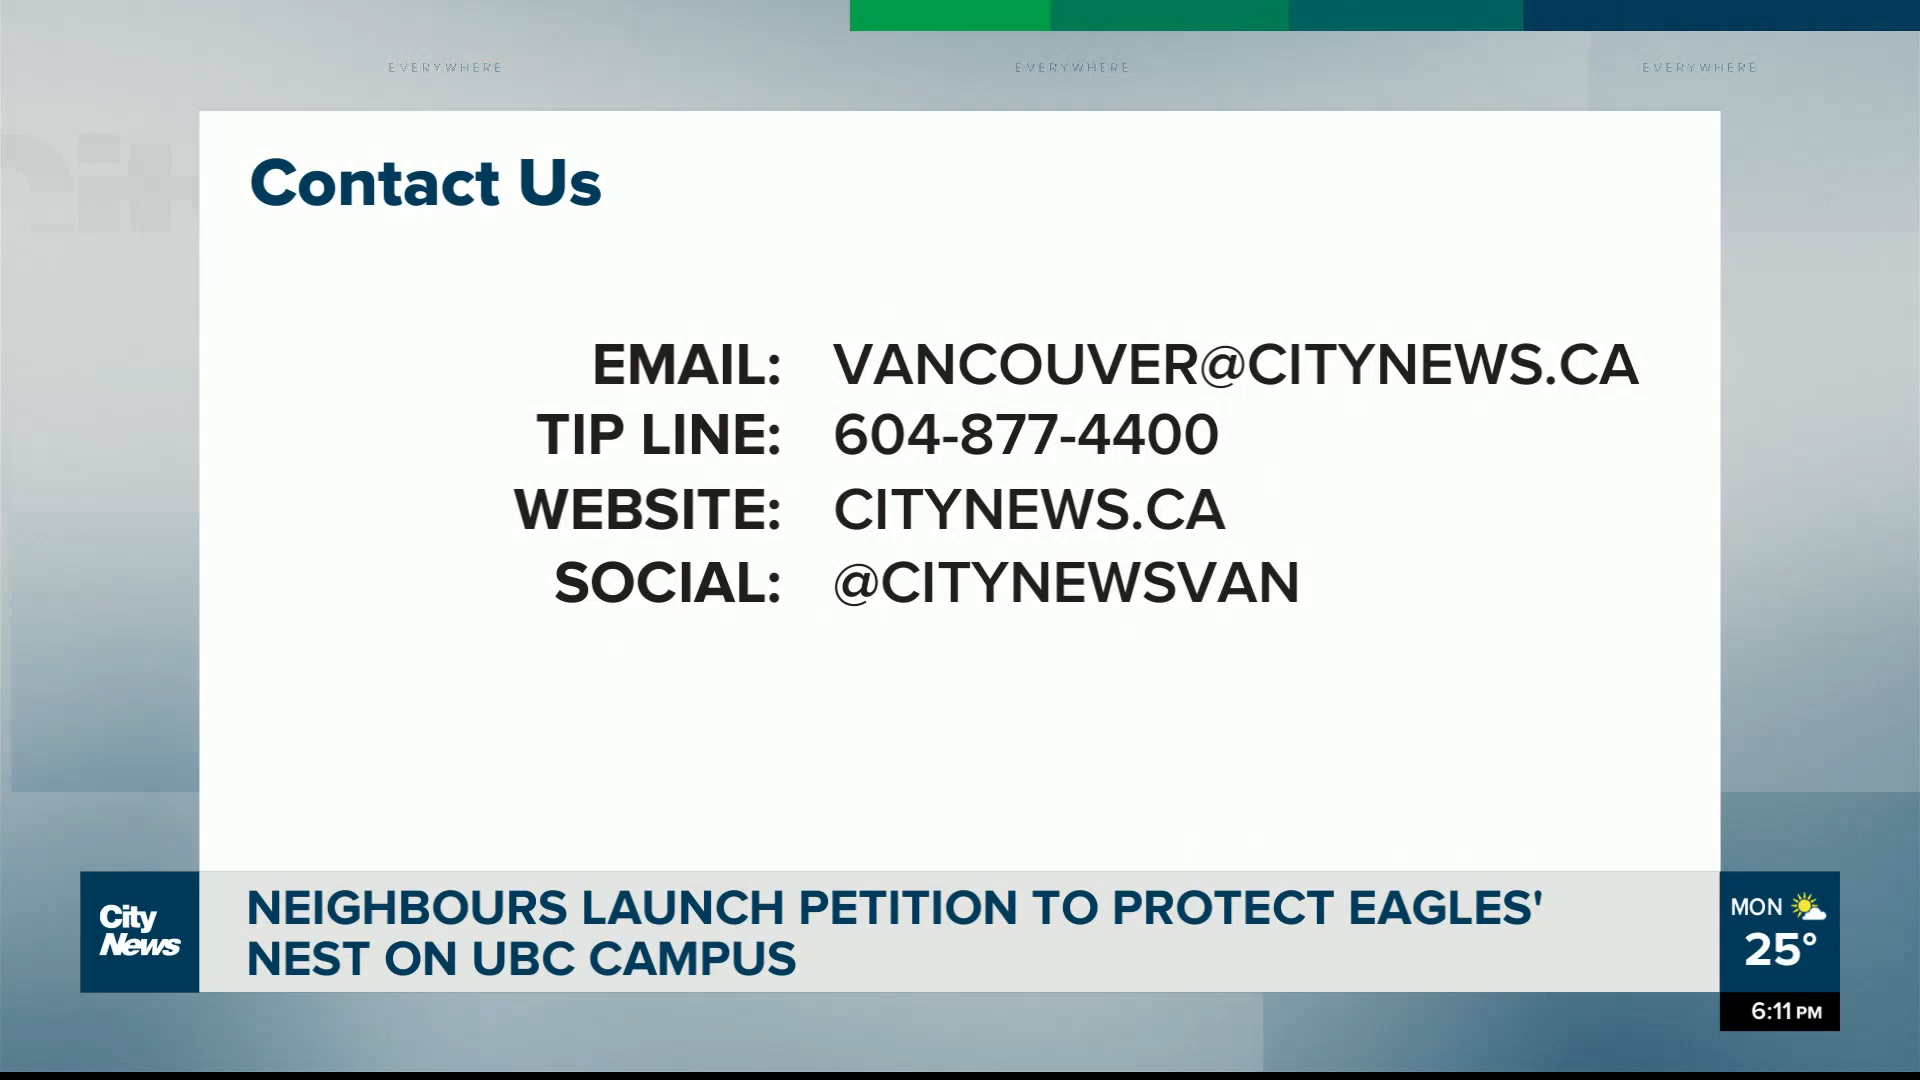 EVERYWHERE EVERYWHERE EVERYWHERE
Cit
Contact Us
EMAIL: VANCOUVER@CITYNEWS.CA
TIP LINE: 604-877-4400
WEBSITE: CITYNEWS.CA
SOCIAL: @CITYNEWSVAN
City
News
NEIGHBOURS LAUNCH PETITION TO PROTECT EAGLES'
NEST ON UBC CAMPUS
MON
25°
6:11 PM